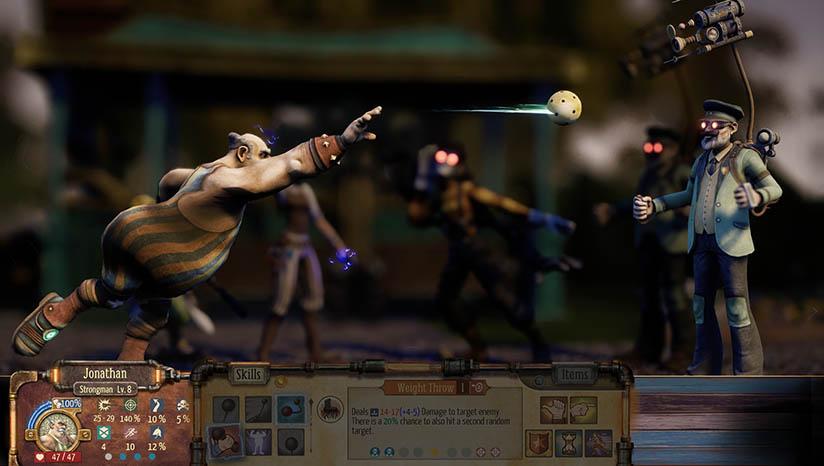 Jonathan
Strongman Lv. 8
100%
25 - 29
140 %
10 %
5 %
4
10
12 %
47 / 47
Skills
Weight Throw
1
Deals 14-17(+4-5) Damage to target enemy.
There is a 20% chance to also hit a second random
target.
Items